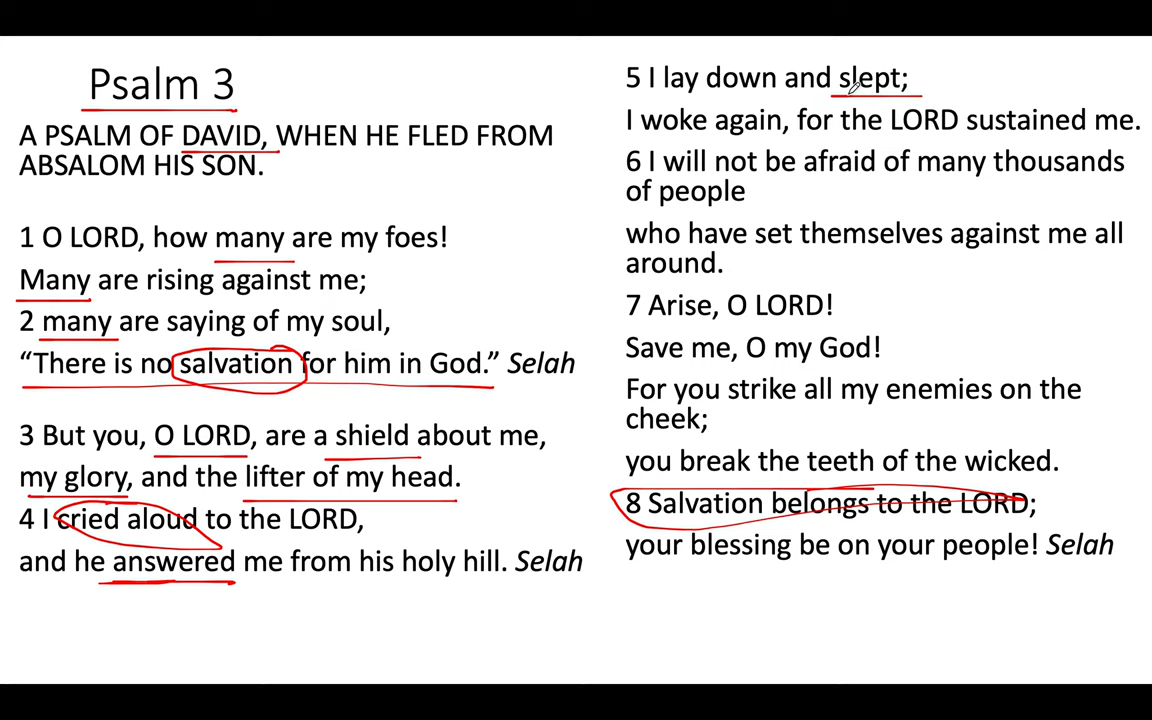 Psalm 3
A PSALM OF DAVID, WHEN HE FLED FROM
ABSALOM HIS SON.
1 O LORD, how many are my foes!
Many are rising against me;
2 many are saying of my soul,
“There is no salvation for him in God.” Selah
3 But you, O LORD, are a shield about me,
my glory, and the lifter of my head.
4 I cried aloud to the LORD,
and he answered me from his holy hill. Selah
5 I lay down and slept;
I woke again, for the LORD sustained me.
6 I will not be afraid of many thousands
of people
who have set themselves against me all
around.
7 Arise, O LORD!
Save me, O my God!
For you strike all my enemies on the
cheek;
you break the teeth of the wicked.
8 Salvation belongs to the LORD;
your blessing be on your people! Selah